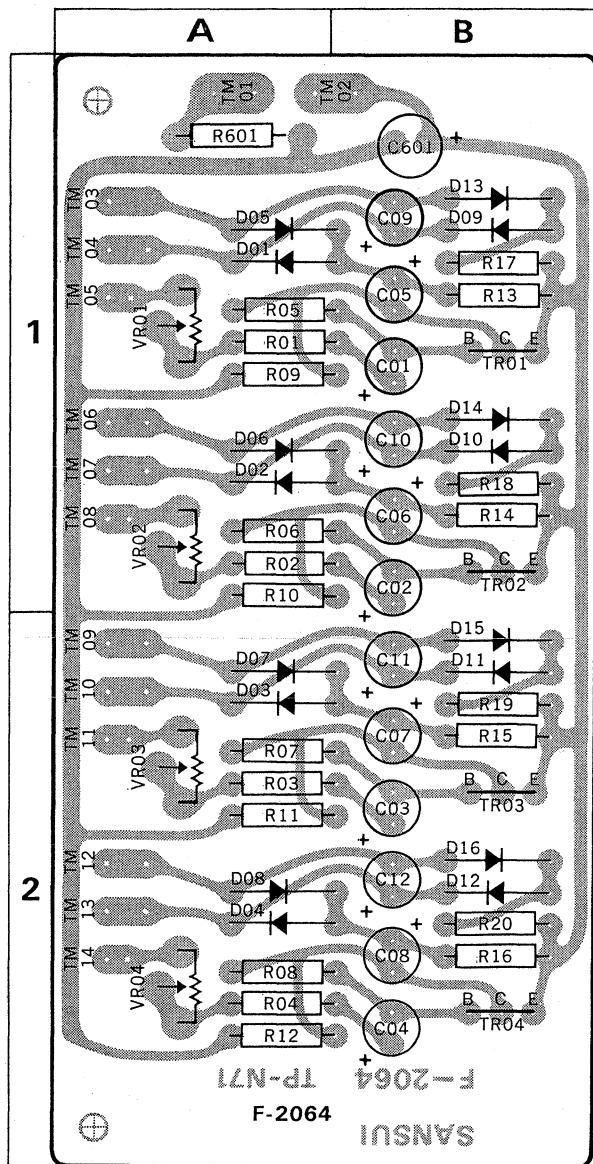 A B
TM 01 TM 02
R601 C601 +
TM 03 D05 C09 D13
TM 04 D01 + D09
+ R17
TM 05 VR01 R05 C05 R13
R01 C01 B C E
R09 TR01
+
TM 06 D06 C10 D14
TM 07 D02 + D10
+ R18
TM 08 VR02 R06 C06 R14
R02 C02 B C E
R10 TR02
+
TM 09 D07 C11 D15
TM 10 D03 + D11
+ R19
TM 11 VR03 R07 C07 R15
R03 C03 B C E
R11 TR03
+
TM 12 D08 C12 D16
TM 13 D04 + D12
+ R20
TM 14 VR04 R08 C08 R16
R04 C04 B C E
R12 TR04
+
1
2
F-2064 TP-N71
F-2064
SANSUI